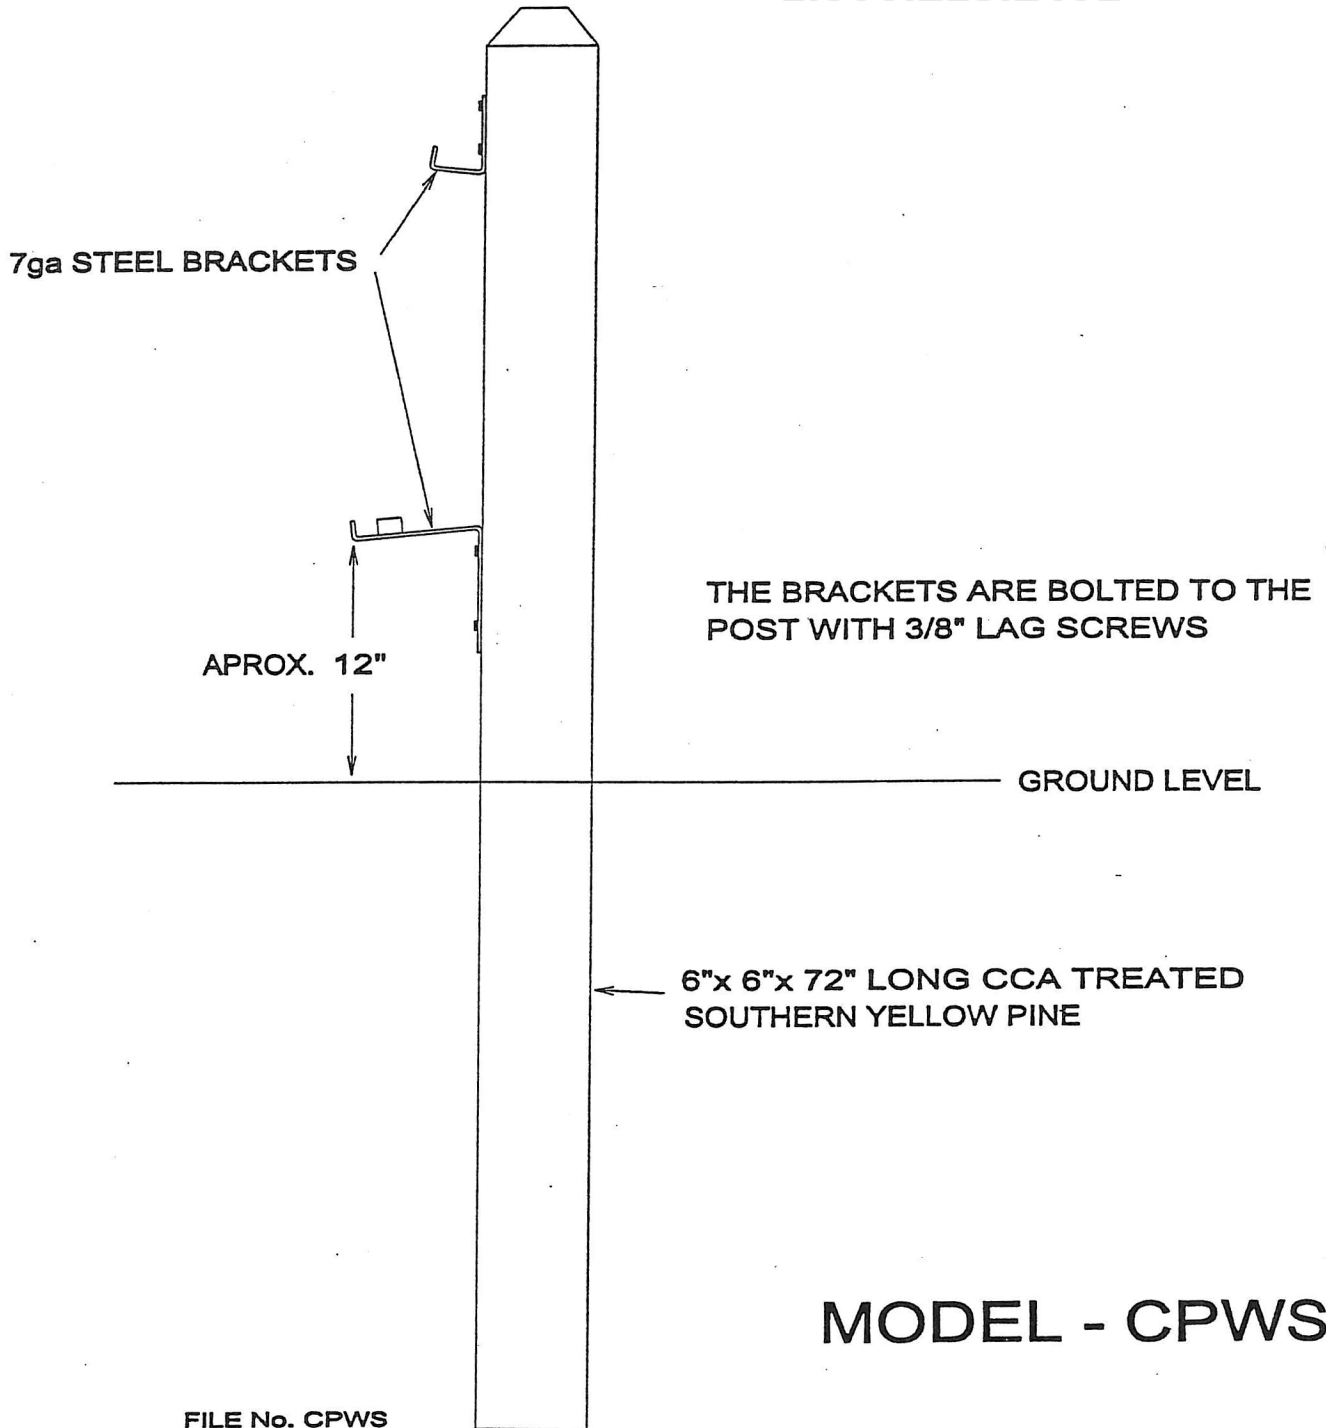 7ga STEEL BRACKETS
THE BRACKETS ARE BOLTED TO THE
POST WITH 3/8" LAG SCREWS
APROX. 12"
GROUND LEVEL
6"x 6"x 72" LONG CCA TREATED
SOUTHERN YELLOW PINE
MODEL - CPWS
FILE No. CPWS